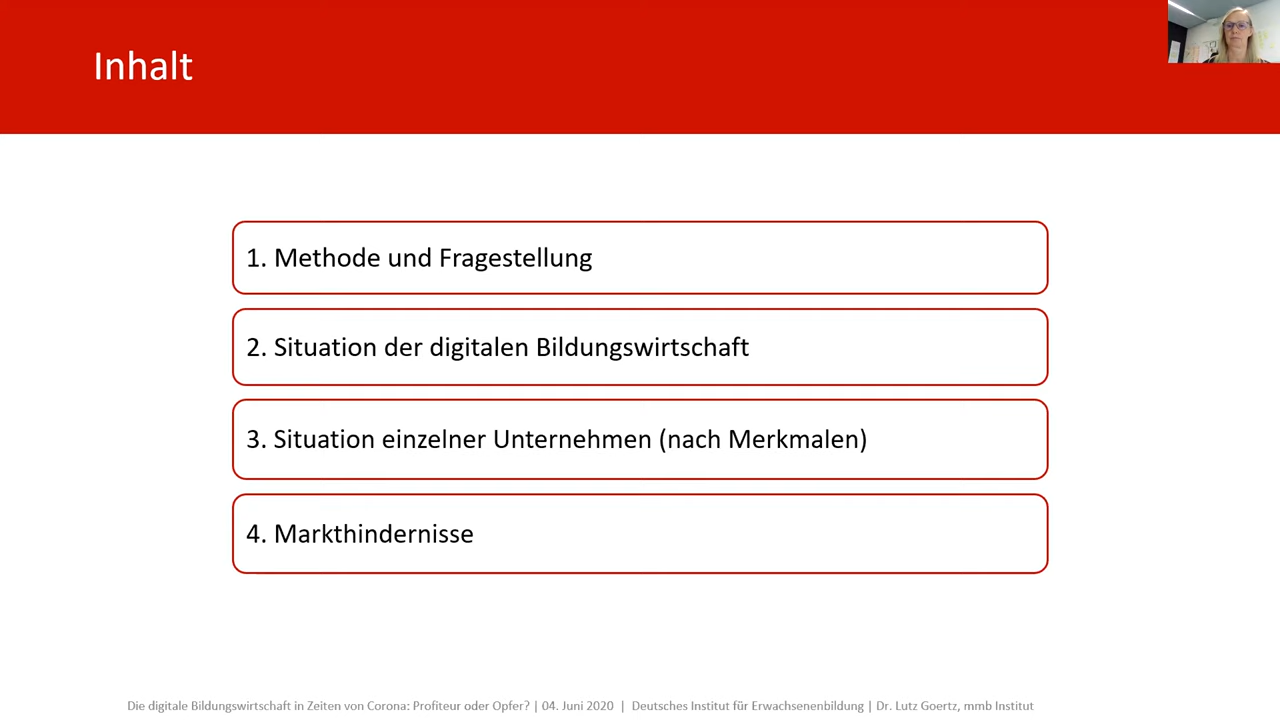 Inhalt
1. Methode und Fragestellung
2. Situation der digitalen Bildungswirtschaft
3. Situation einzelner Unternehmen (nach Merkmalen)
4. Markthindernisse
Die digitale Bildungswirtschaft in Zeiten von Corona: Profiteur oder Opfer? | 04. Juni 2020 | Deutsches Institut für Erwachsenenbildung | Dr. Lutz Goertz, mmb Institut